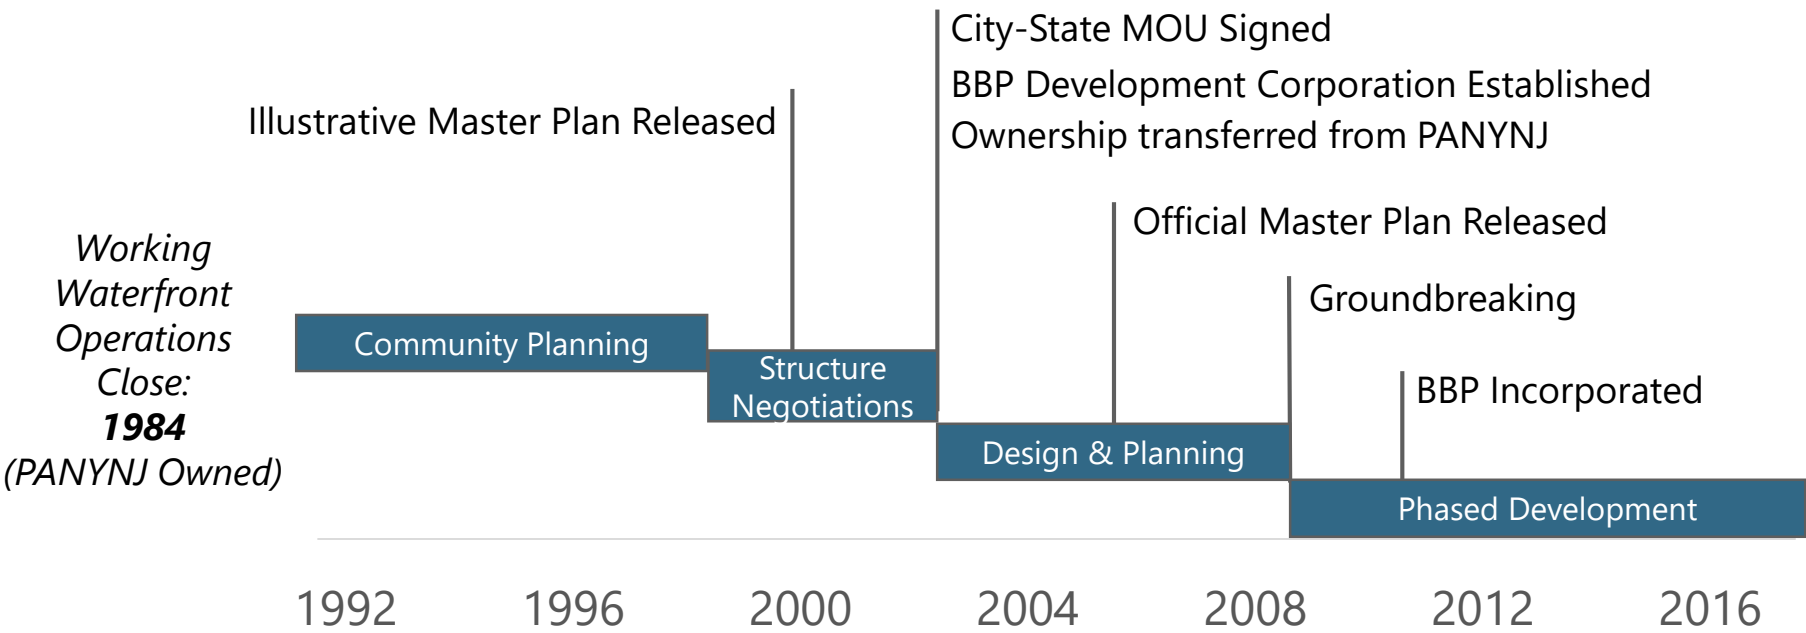 City-State MOU Signed
BBP Development Corporation Established
Ownership transferred from PANYNJ
Illustrative Master Plan Released
Official Master Plan Released
Groundbreaking
BBP Incorporated
Working
Waterfront
Operations
Close:
1984
(PANYNJ Owned)
Community Planning
Structure
Negotiations
Design & Planning
Phased Development
1992 1996 2000 2004 2008 2012 2016